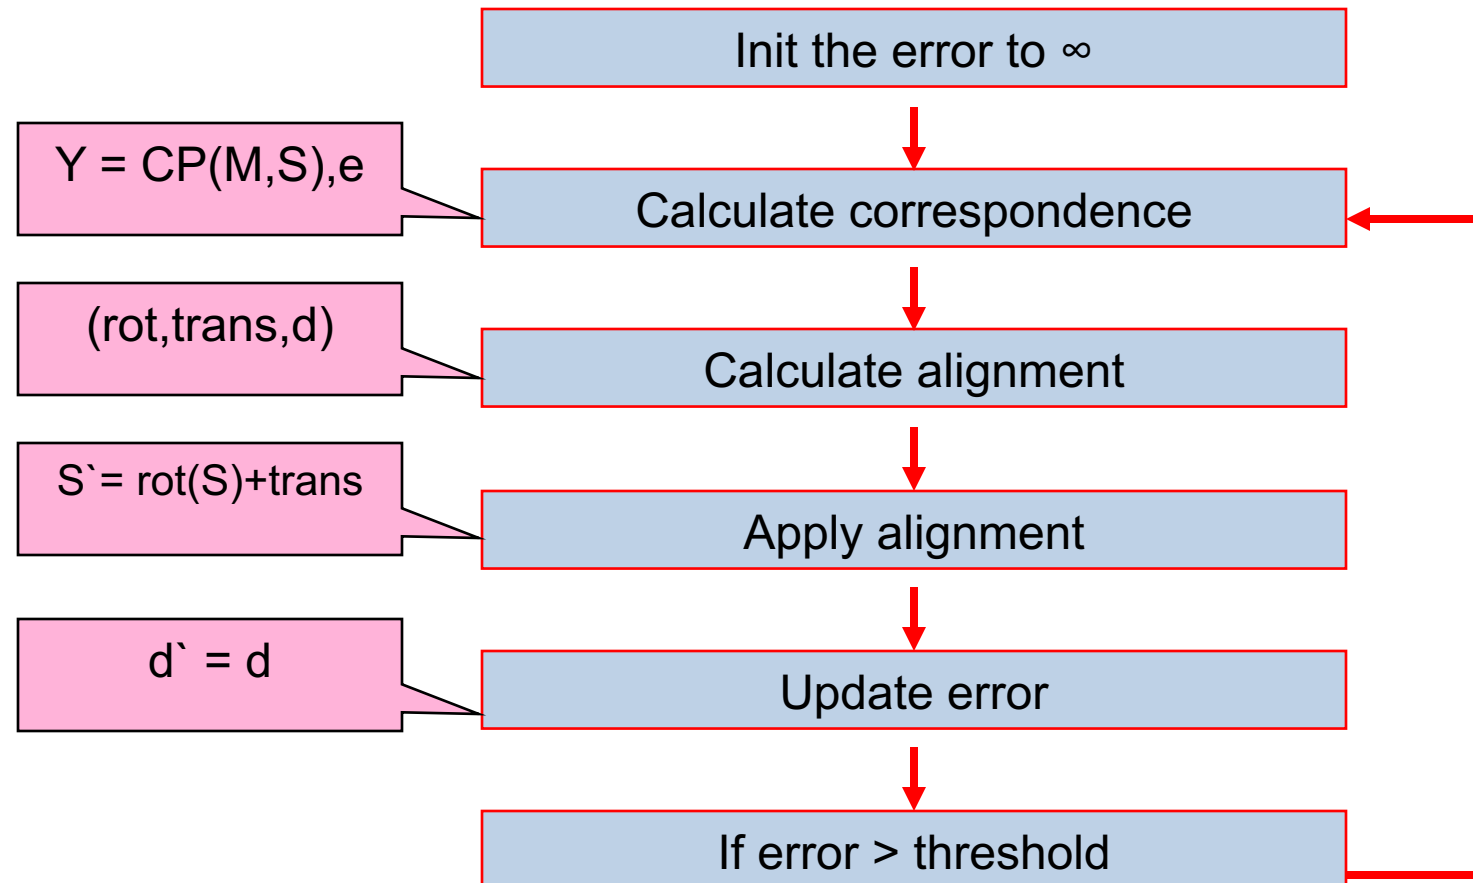 Init the error to ∞
Y = CP(M,S),e
Calculate correspondence
(rot,trans,d)
Calculate alignment
S`= rot(S)+trans
Apply alignment
d` = d
Update error
If error > threshold